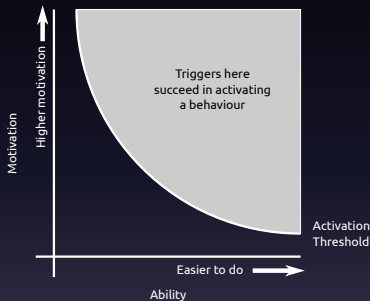 Motivation
Higher motivation
Triggers here
succeed in activating
a behaviour
Activation
Threshold
Easier to do
Ability